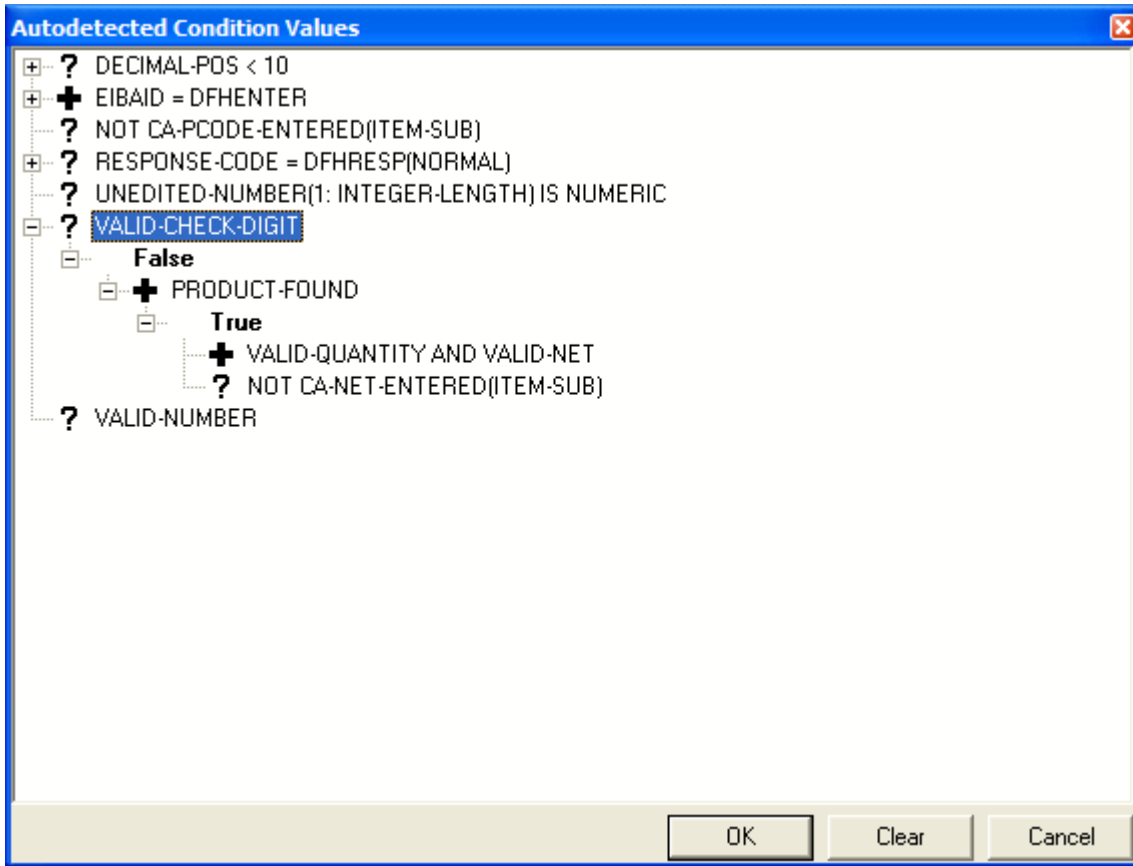 Autodetected Condition Values
? DECIMAL-POS < 10
EIBAID = DFHENTER
? NOT CA-PCODE-ENTERED(ITEM-SUB)
? RESPONSE-CODE = DFHRESP(NORMAL)
? UNEDITED-NUMBER(1: INTEGER-LENGTH) IS NUMERIC
? VALID-CHECK-DIGIT
False
PRODUCT-FOUND
True
VALID-QUANTITY AND VALID-NET
? NOT CA-NET-ENTERED(ITEM-SUB)
? VALID-NUMBER
OK Clear Cancel